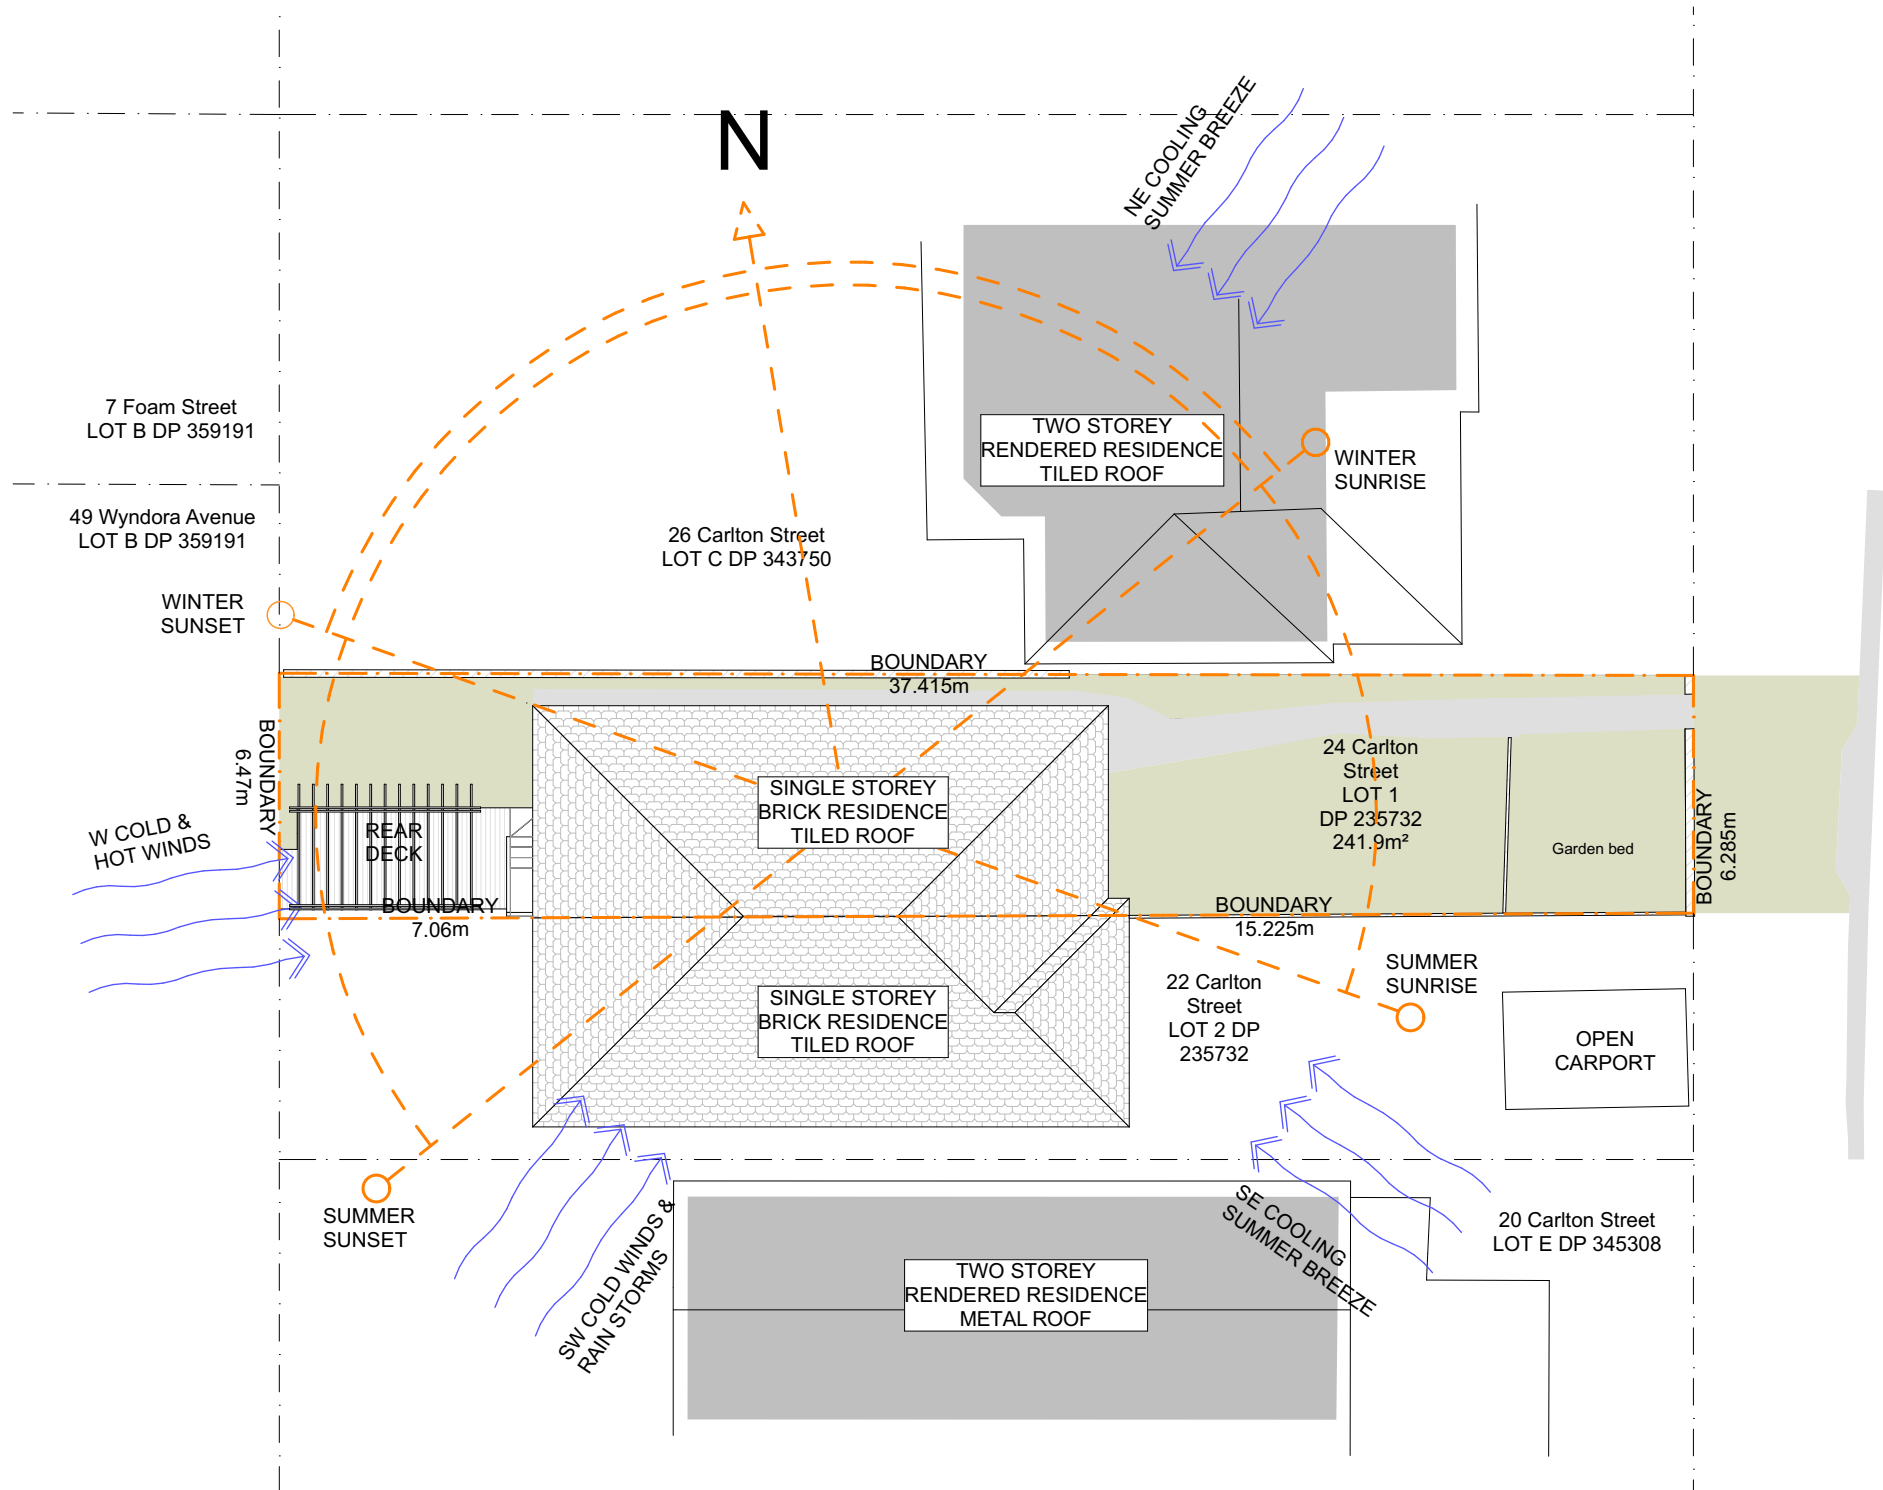 N
NE COOLING
SUMMER BREEZE
7 Foam Street
LOT B DP 359191
TWO STOREY
RENDERED RESIDENCE
TILED ROOF
WINTER
SUNRISE
49 Wyndora Avenue
LOT B DP 359191
26 Carlton Street
LOT C DP 343750
WINTER
SUNSET
BOUNDARY
37.415m
BOUNDARY
6.47m
24 Carlton
Street
LOT 1
DP 235732
241.9m²
SINGLE STOREY
BRICK RESIDENCE
TILED ROOF
W COLD &
HOT WINDS
REAR
DECK
Garden bed
BOUNDARY
6.285m
BOUNDARY
7.06m
BOUNDARY
15.225m
SUMMER
SUNRISE
22 Carlton
Street
LOT 2 DP
235732
SINGLE STOREY
BRICK RESIDENCE
TILED ROOF
OPEN
CARPORT
SUMMER
SUNSET
SW COLD WINDS &
RAIN STORMS
SE COOLING
SUMMER BREEZE
20 Carlton Street
LOT E DP 345308
TWO STOREY
RENDERED RESIDENCE
METAL ROOF